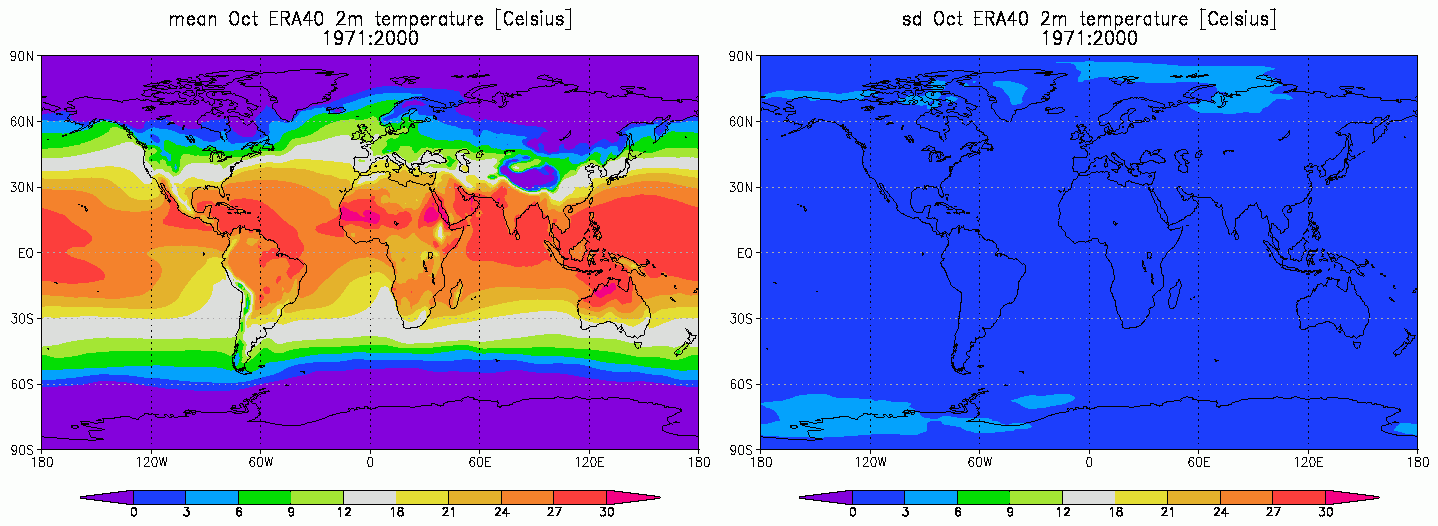 mean Oct ERA40 2m temperature [Celsius]
1971:2000
90N
60N
30N
EQ
30S
60S
90S
180 120W 60W 0 60E 120E 180
0 3 6 9 12 18 21 24 27 30
sd Oct ERA40 2m temperature [Celsius]
1971:2000
90N
60N
30N
EQ
30S
60S
90S
180 120W 60W 0 60E 120E 180
0 3 6 9 12 18 21 24 27 30